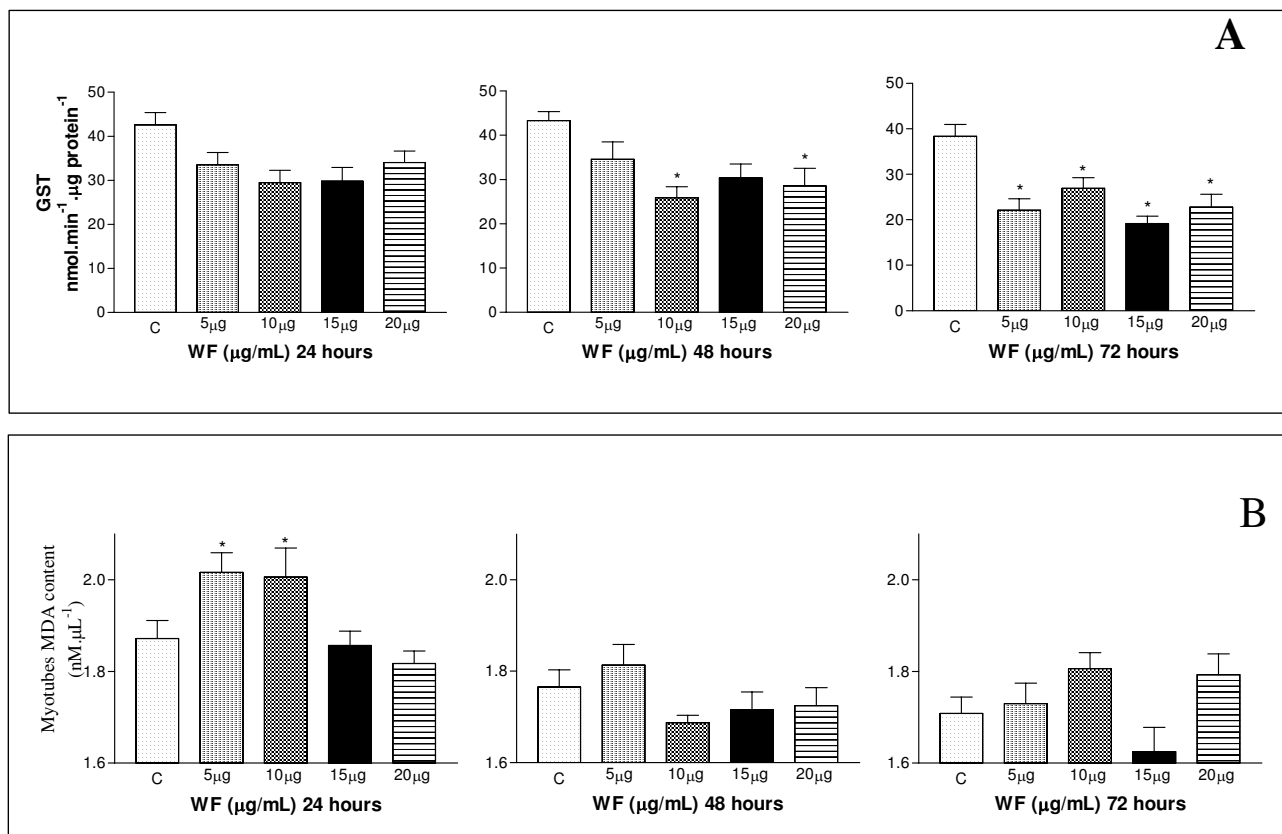 A
GST
nmol.min⁻¹.μg protein⁻¹
50
40
30
20
10
0
C 5μg 10μg 15μg 20μg
WF (μg/mL) 24 hours
50
40
30
20
10
0
* *
C 5μg 10μg 15μg 20μg
WF (μg/mL) 48 hours
50
40
30
20
10
0
* * * *
C 5μg 10μg 15μg 20μg
WF (μg/mL) 72 hours
B
Myotubes MDA content
(nM.μL⁻¹)
2.0
1.8
1.6
* *
C 5μg 10μg 15μg 20μg
WF (μg/mL) 24 hours
2.0
1.8
1.6
C 5μg 10μg 15μg 20μg
WF (μg/mL) 48 hours
2.0
1.8
1.6
C 5μg 10μg 15μg 20μg
WF (μg/mL) 72 hours